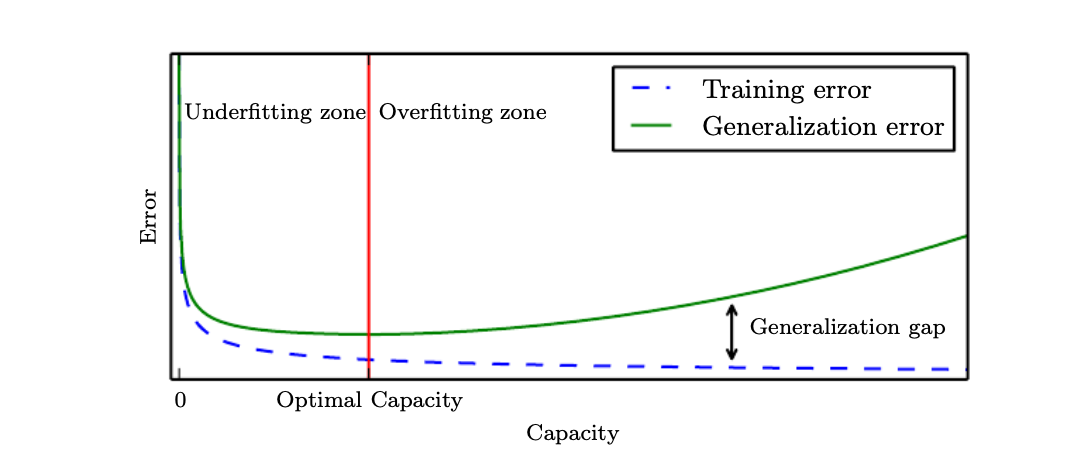 Training error
Generalization error
Underfitting zone
Overfitting zone
Error
Generalization gap
0
Optimal Capacity
Capacity